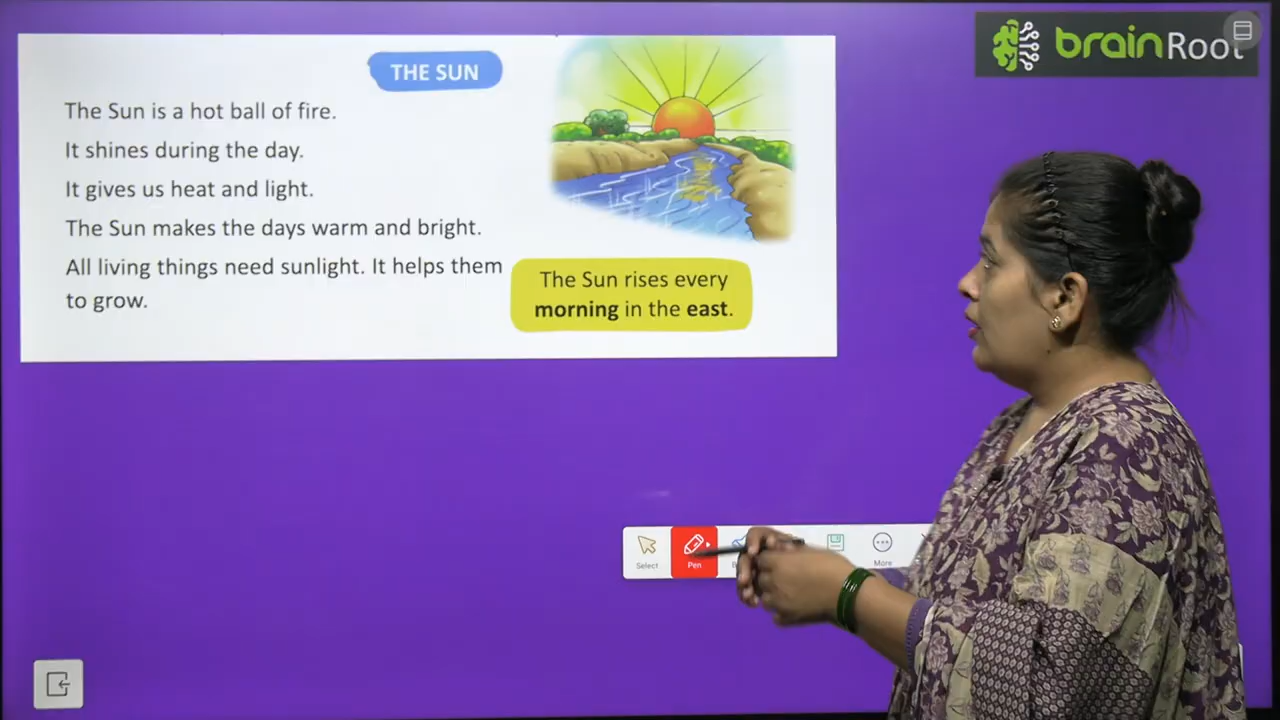 brainRoot
THE SUN
The Sun is a hot ball of fire.
It shines during the day.
It gives us heat and light.
The Sun makes the days warm and bright.
All living things need sunlight. It helps them
to grow.
The Sun rises every
morning in the east.
Select
Pen
More